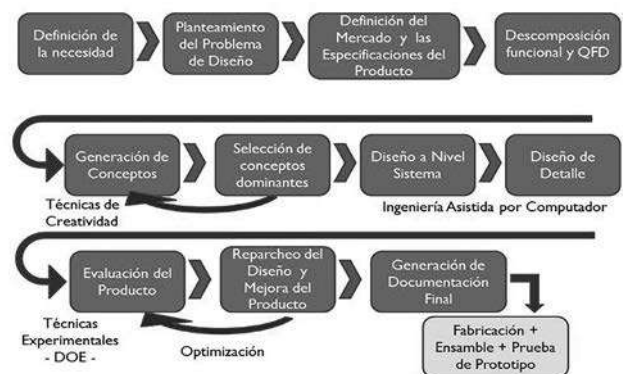 Definición de
la necesidad
Planteamiento
del Problema
de Diseño
Definición del
Mercado y las
Especificaciones del
Producto
Descomposición
funcional y QFD
Generación de
Conceptos
Selección de
conceptos
dominantes
Diseño a Nivel
Sistema
Diseño de
Detalle
Técnicas de
Creatividad
Ingeniería Asistida por Computador
Evaluación del
Producto
Reparcheo del
Diseño y
Mejora del
Producto
Generación de
Documentación
Final
Técnicas
Experimentales
- DOE -
Optimización
Fabricación +
Ensamble + Prueba
de Prototipo